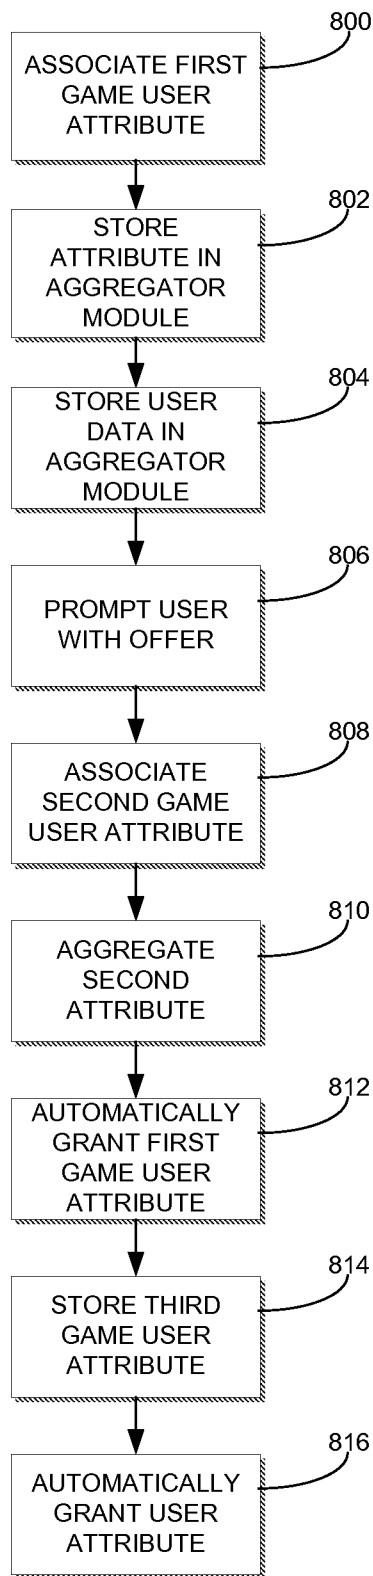 800
ASSOCIATE FIRST
GAME USER
ATTRIBUTE
802
STORE
ATTRIBUTE IN
AGGREGATOR
MODULE
804
STORE USER
DATA IN
AGGREGATOR
MODULE
806
PROMPT USER
WITH OFFER
808
ASSOCIATE
SECOND GAME
USER ATTRIBUTE
810
AGGREGATE
SECOND
ATTRIBUTE
812
AUTOMATICALLY
GRANT FIRST
GAME USER
ATTRIBUTE
814
STORE THIRD
GAME USER
ATTRIBUTE
816
AUTOMATICALLY
GRANT USER
ATTRIBUTE